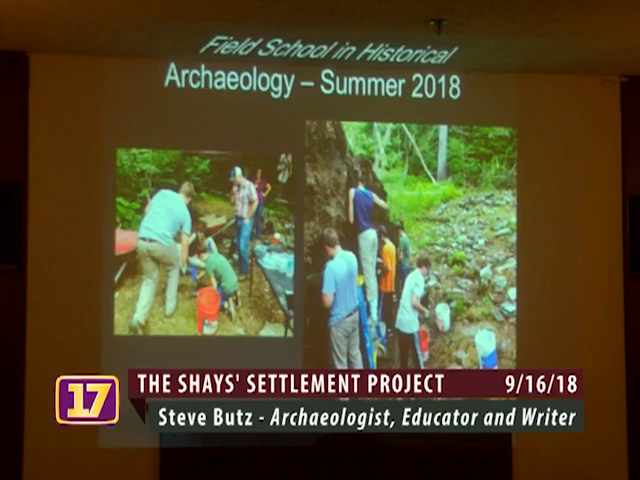 Field School in Historical
Archaeology – Summer 2018
17
THE SHAYS' SETTLEMENT PROJECT 9/16/18
Steve Butz - Archaeologist, Educator and Writer